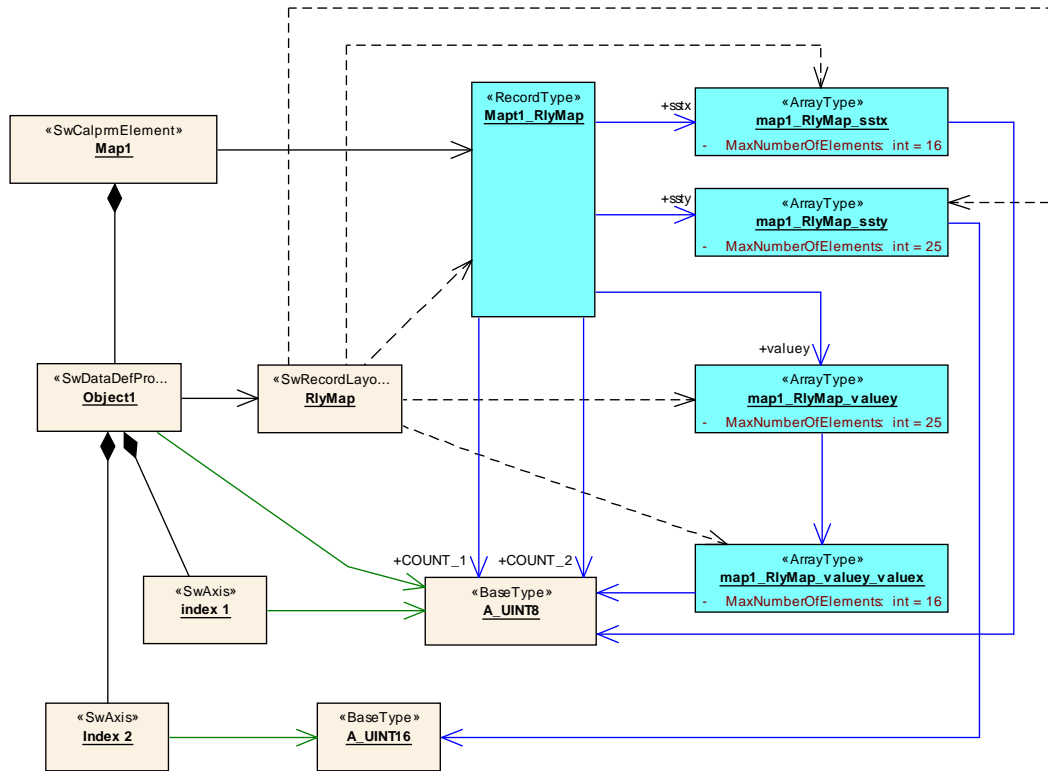 «RecordType»
Mapt1_RlyMap
+sstx
«ArrayType»
map1_RlyMap_sstx
- MaxNumberOfElements: int = 16
«SwCalprmElement»
Map1
+ssty
«ArrayType»
map1_RlyMap_ssty
- MaxNumberOfElements: int = 25
+valuey
«SwDataDefPro...
Object1
«SwRecordLayo...
RlyMap
«ArrayType»
map1_RlyMap_valuey
- MaxNumberOfElements: int = 25
+COUNT_1
+COUNT_2
«ArrayType»
map1_RlyMap_valuey_valuex
- MaxNumberOfElements: int = 16
«SwAxis»
index 1
«BaseType»
A_UINT8
«SwAxis»
Index 2
«BaseType»
A_UINT16